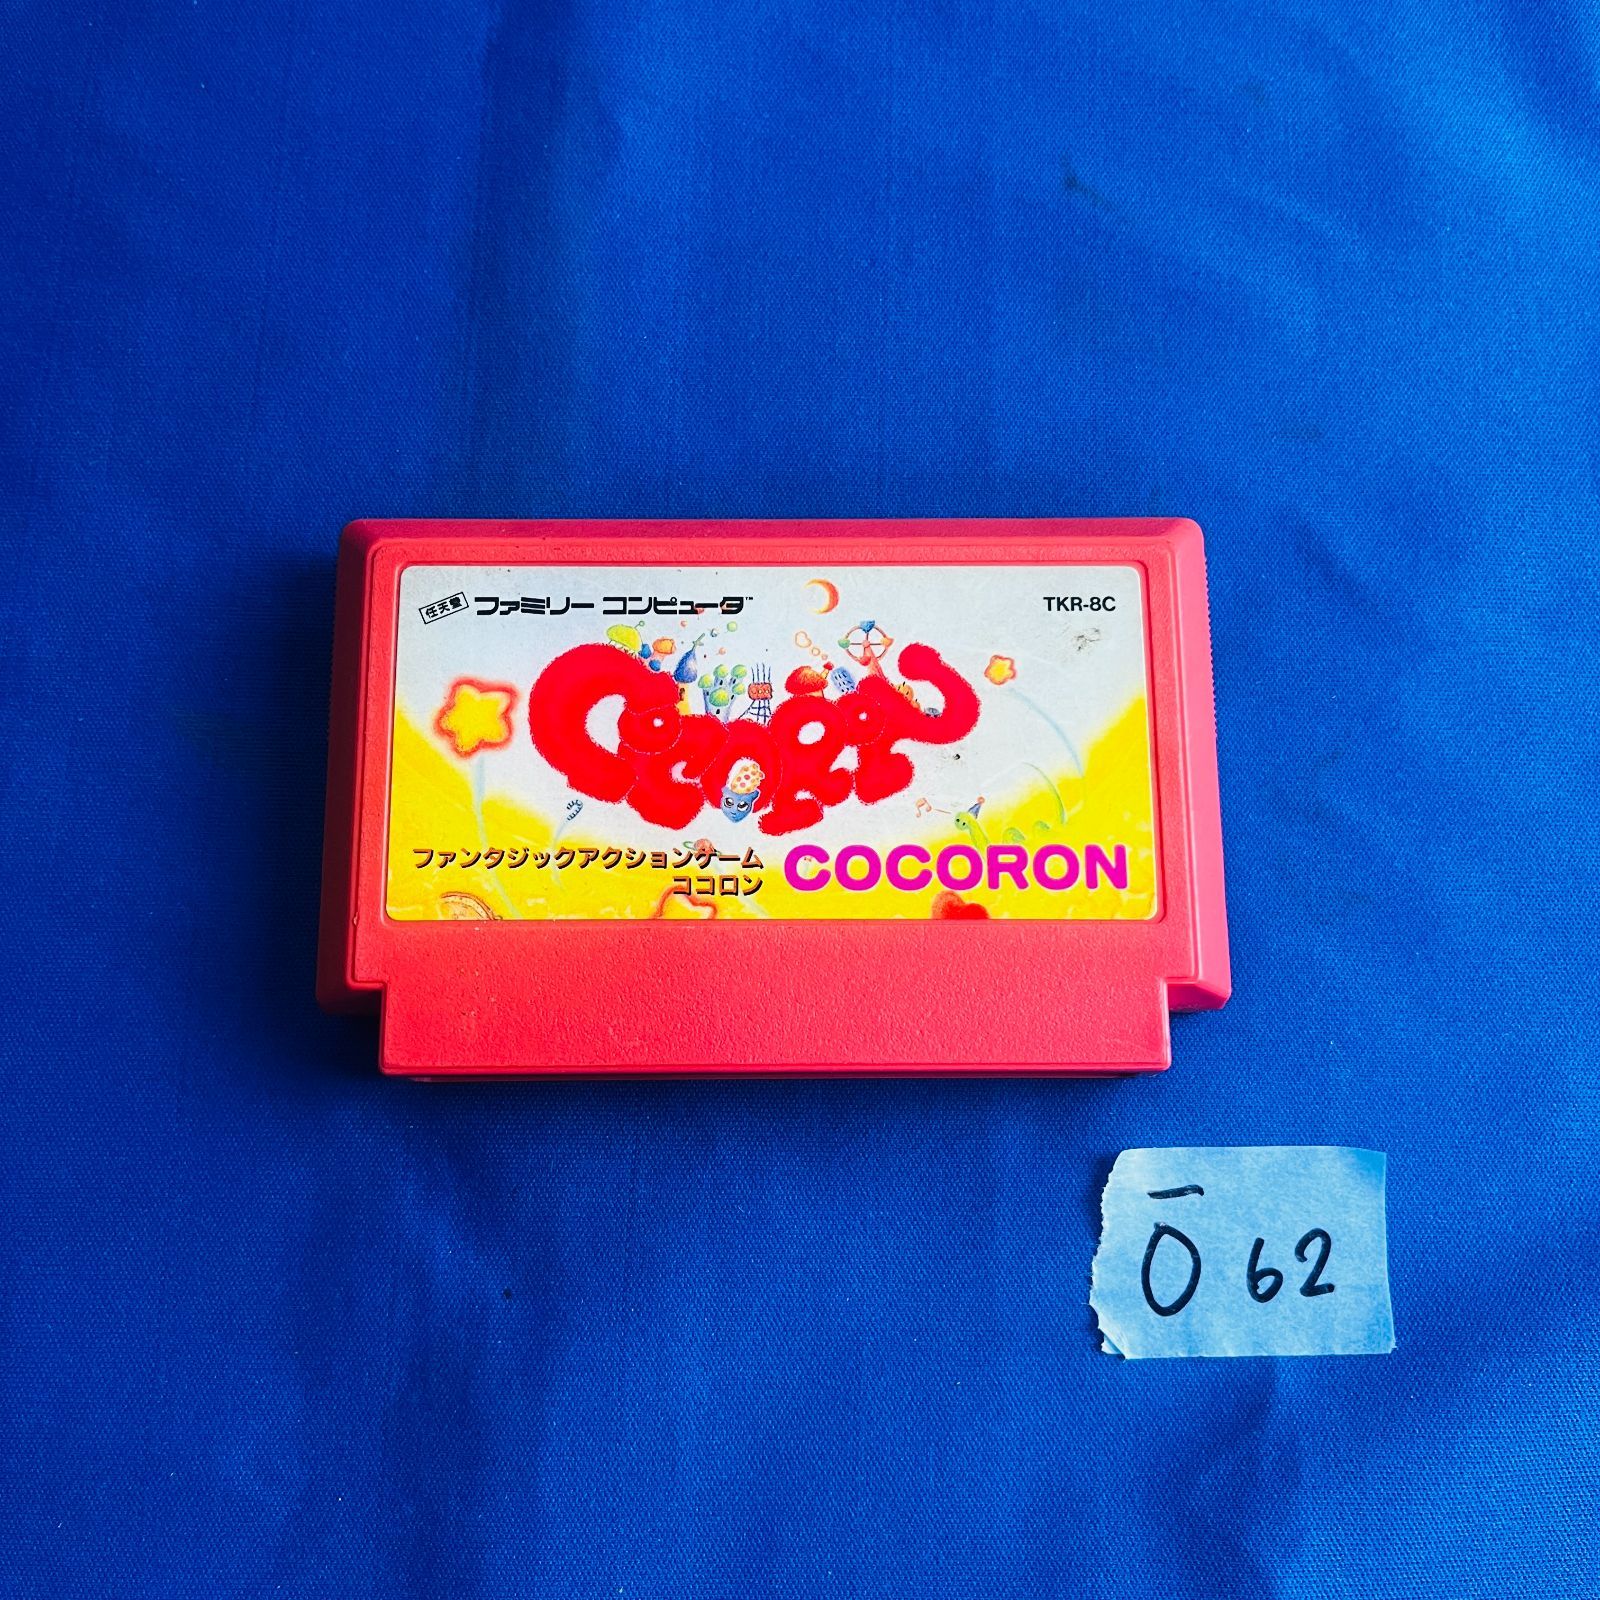 任天堂 ファミリー コンピュータ™ TKR-8C
COCORON
ファンタジックアクションゲーム
ココロン
COCORON
O 62